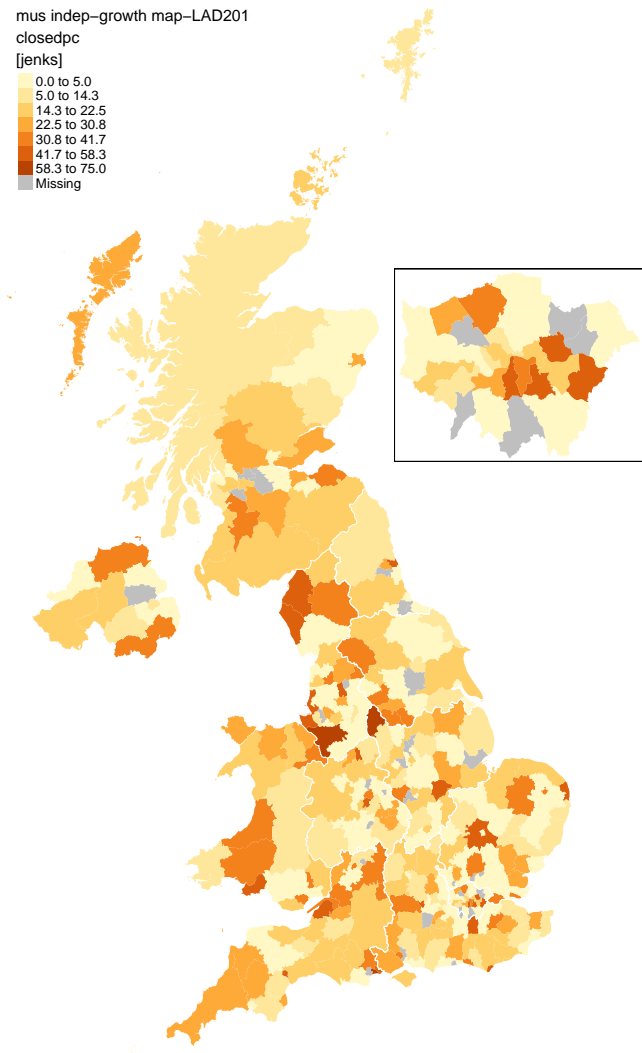 mus indep−growth map−LAD201
closedpc
[jenks]
0.0 to 5.0
5.0 to 14.3
14.3 to 22.5
22.5 to 30.8
30.8 to 41.7
41.7 to 58.3
58.3 to 75.0
Missing